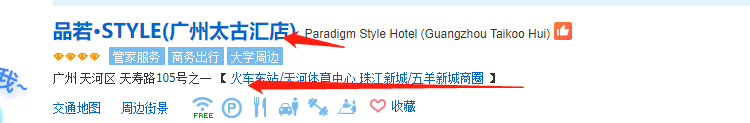 品若•STYLE(广州太古汇店) Paradigm Style Hotel (Guangzhou Taikoo Hui)
管家服务 商务出行 大学周边
广州 天河区 天寿路105号之一 【 火车东站/天河体育中心 珠江新城/五羊新城商圈 】
交通地图 周边街景 FREE P 收藏
我~